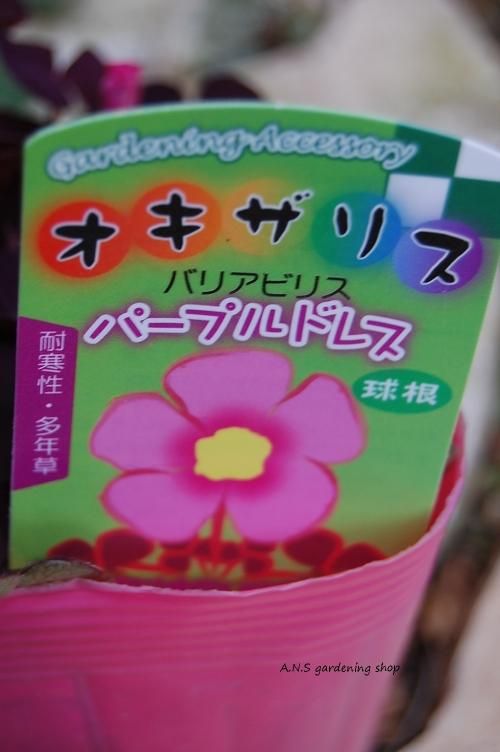 Gardening Accessory
オキザリス
バリアビリス
パープルドレス
球根
耐寒性・多年草
A.N.S gardening shop